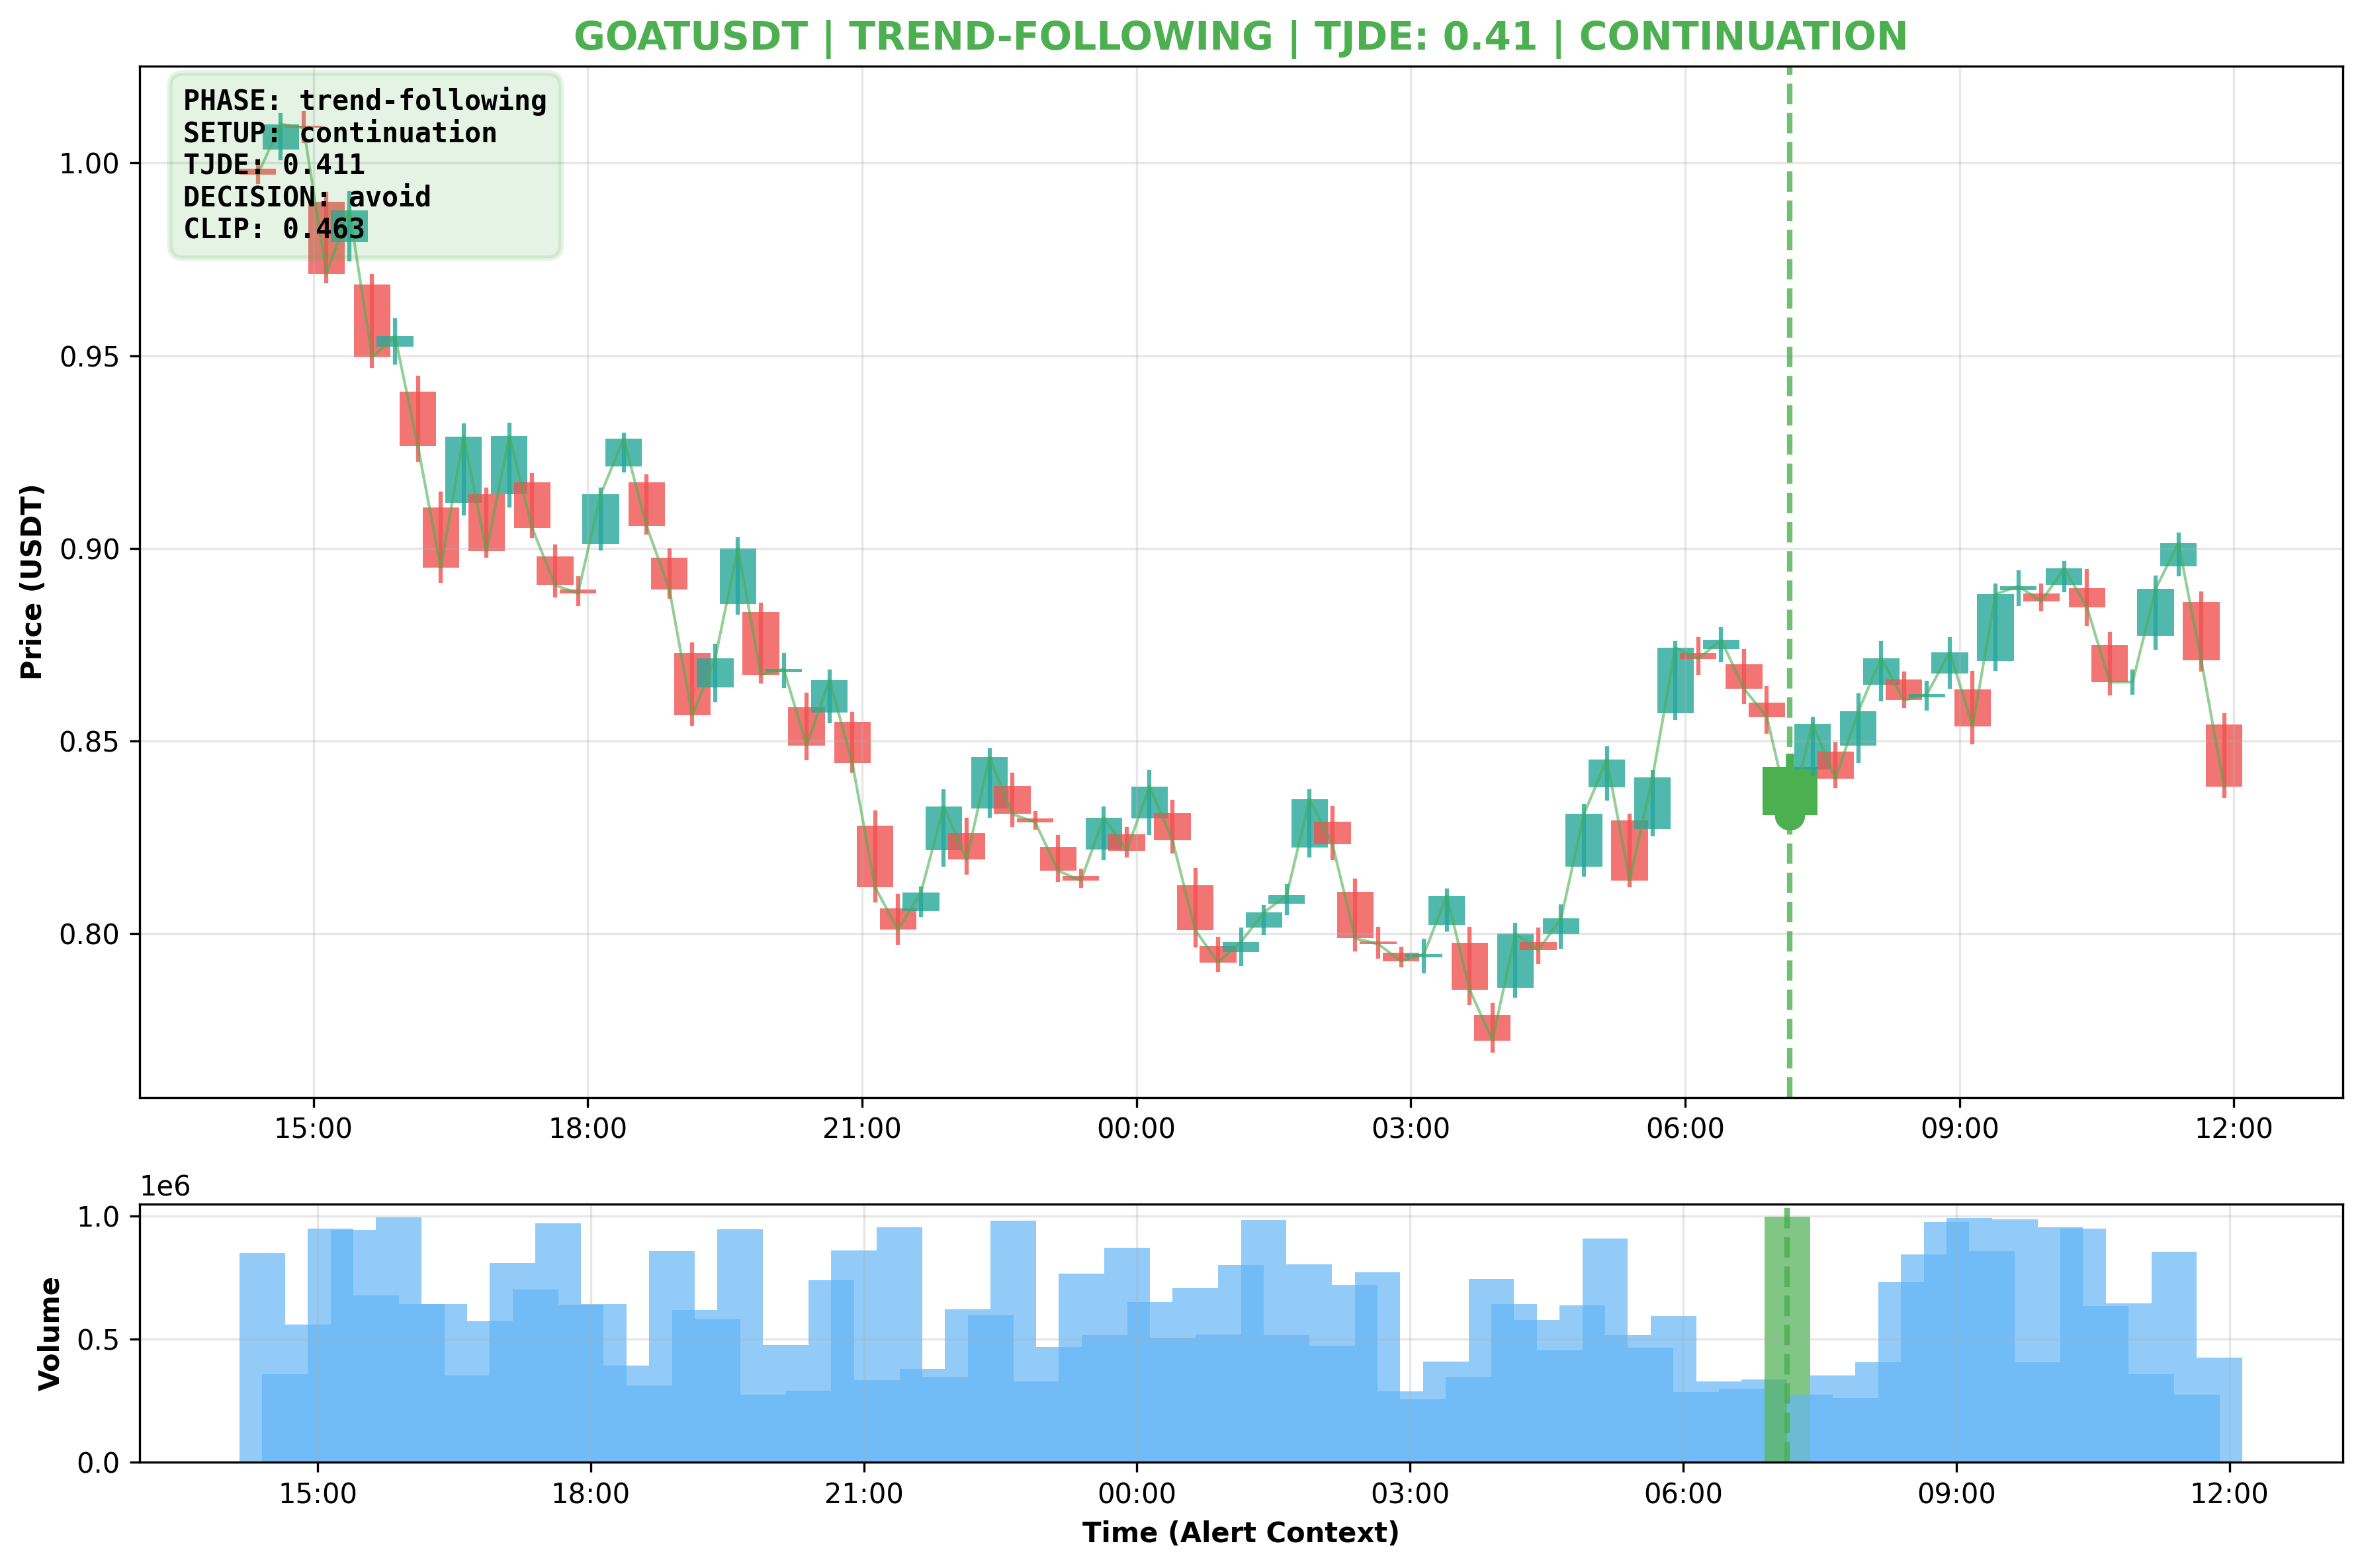 GOATUSDT | TREND-FOLLOWING | TJDE: 0.41 | CONTINUATION
PHASE: trend-following
SETUP: continuation
TJDE: 0.411
DECISION: avoid
CLIP: 0.463
Price (USDT)
1.00
0.95
0.90
0.85
0.80
15:00 18:00 21:00 00:00 03:00 06:00 09:00 12:00
1e6
Volume
1.0
0.5
0.0
15:00 18:00 21:00 00:00 03:00 06:00 09:00 12:00
Time (Alert Context)